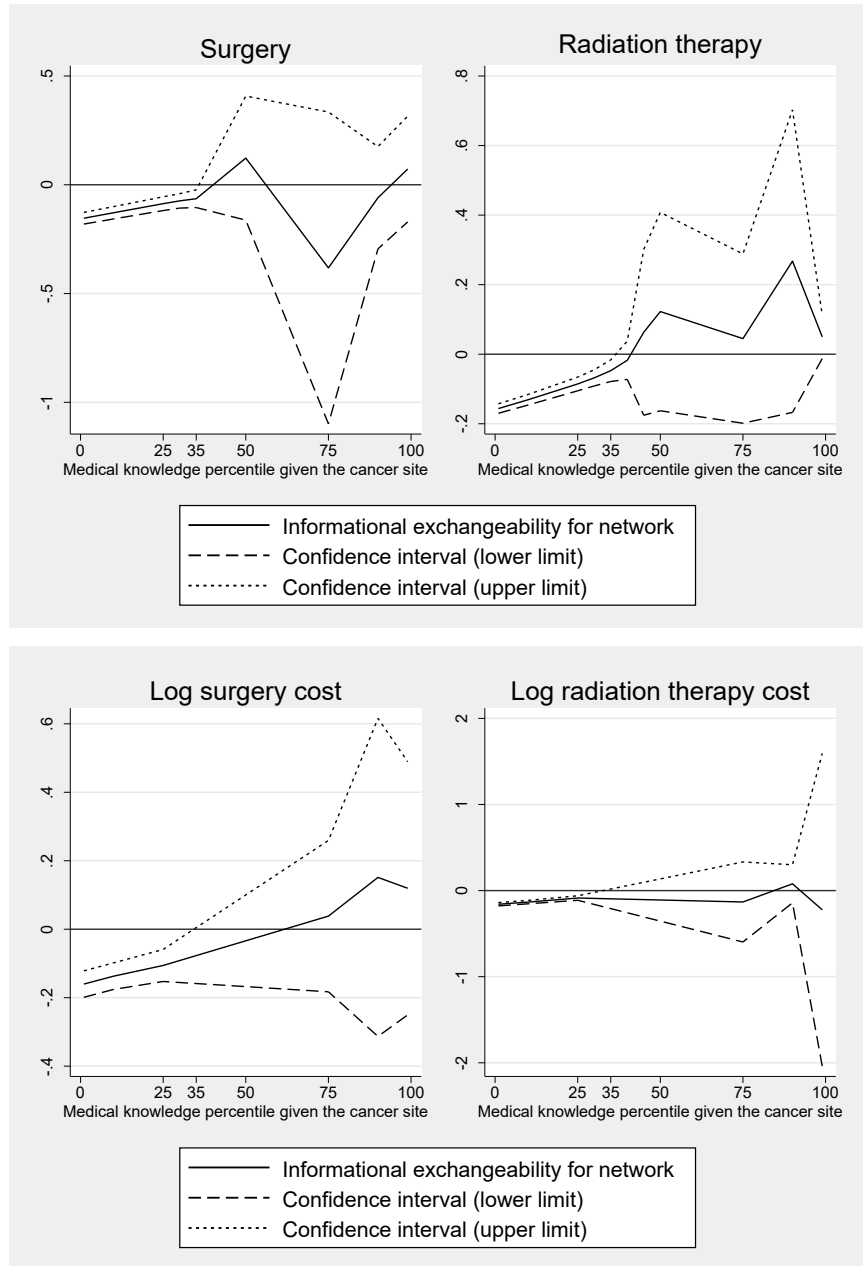 Surgery
.5
0
-.5
-1
0 25 35 50 75 100
Medical knowledge percentile given the cancer site
Radiation therapy
.8
.6
.4
.2
0
-.2
0 25 35 50 75 100
Medical knowledge percentile given the cancer site
Informational exchangeability for network
Confidence interval (lower limit)
Confidence interval (upper limit)
Log surgery cost
.6
.4
.2
0
-.2
-.4
0 25 35 50 75 100
Medical knowledge percentile given the cancer site
Log radiation therapy cost
2
1
0
-1
-2
0 25 35 50 75 100
Medical knowledge percentile given the cancer site
Informational exchangeability for network
Confidence interval (lower limit)
Confidence interval (upper limit)